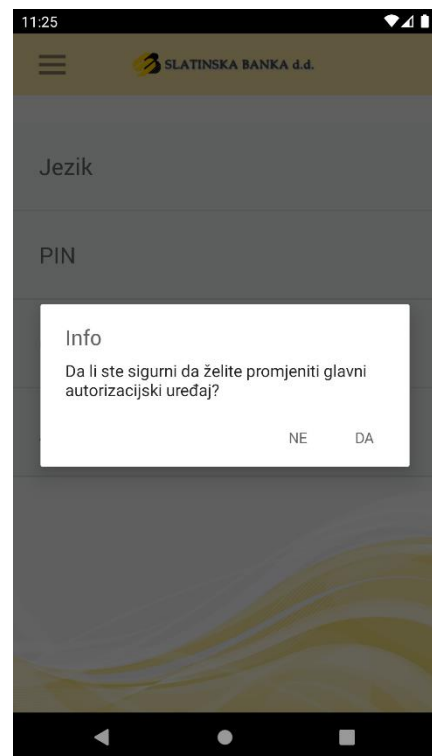 11:25
SLATINSKA BANKA d.d.
Jezik
PIN
Info
Da li ste sigurni da želite promjeniti glavni
autorizacijski uređaj?
NE DA